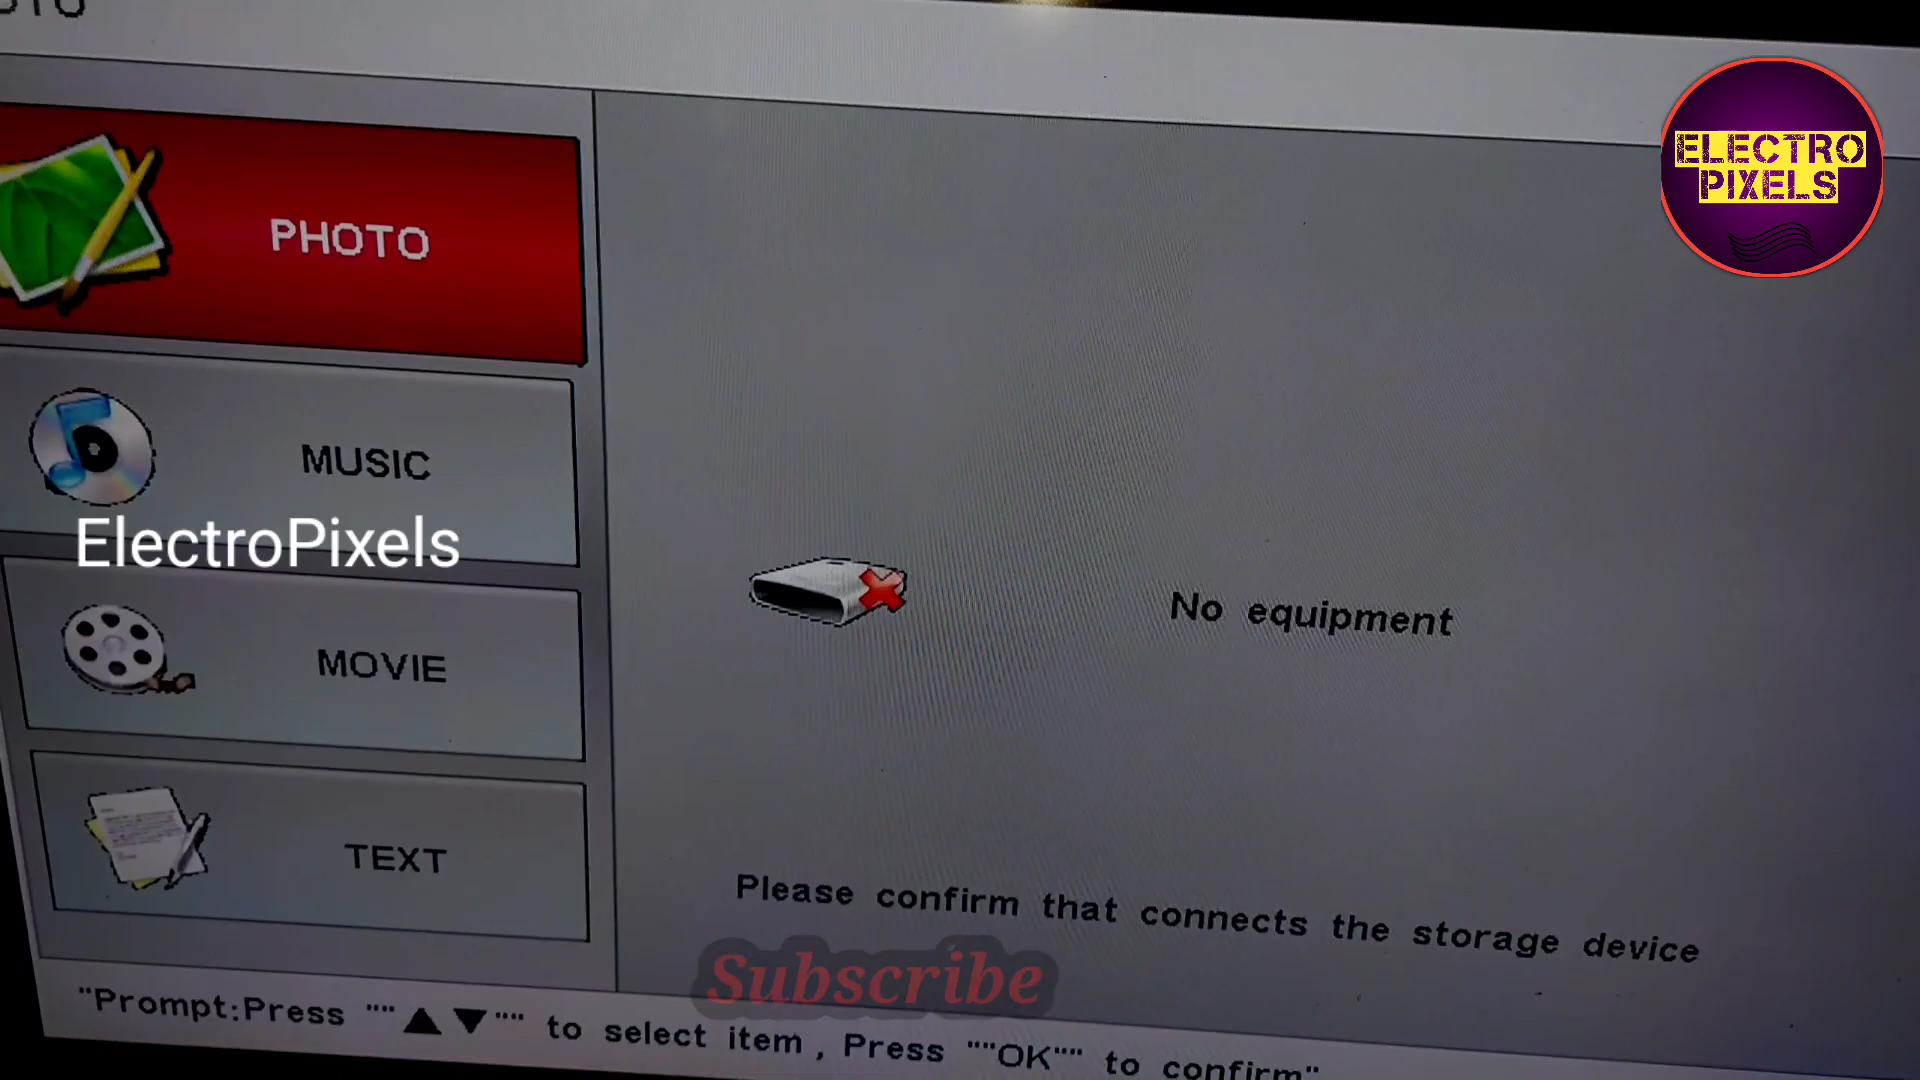 ELECTRO
PIXELS
PHOTO
MUSIC
ElectroPixels
No equipment
MOVIE
TEXT
Please confirm that connects the storage device
Subscribe
"Prompt:Press ""▲▼"" to select item, Press ""OK"" to confirm"